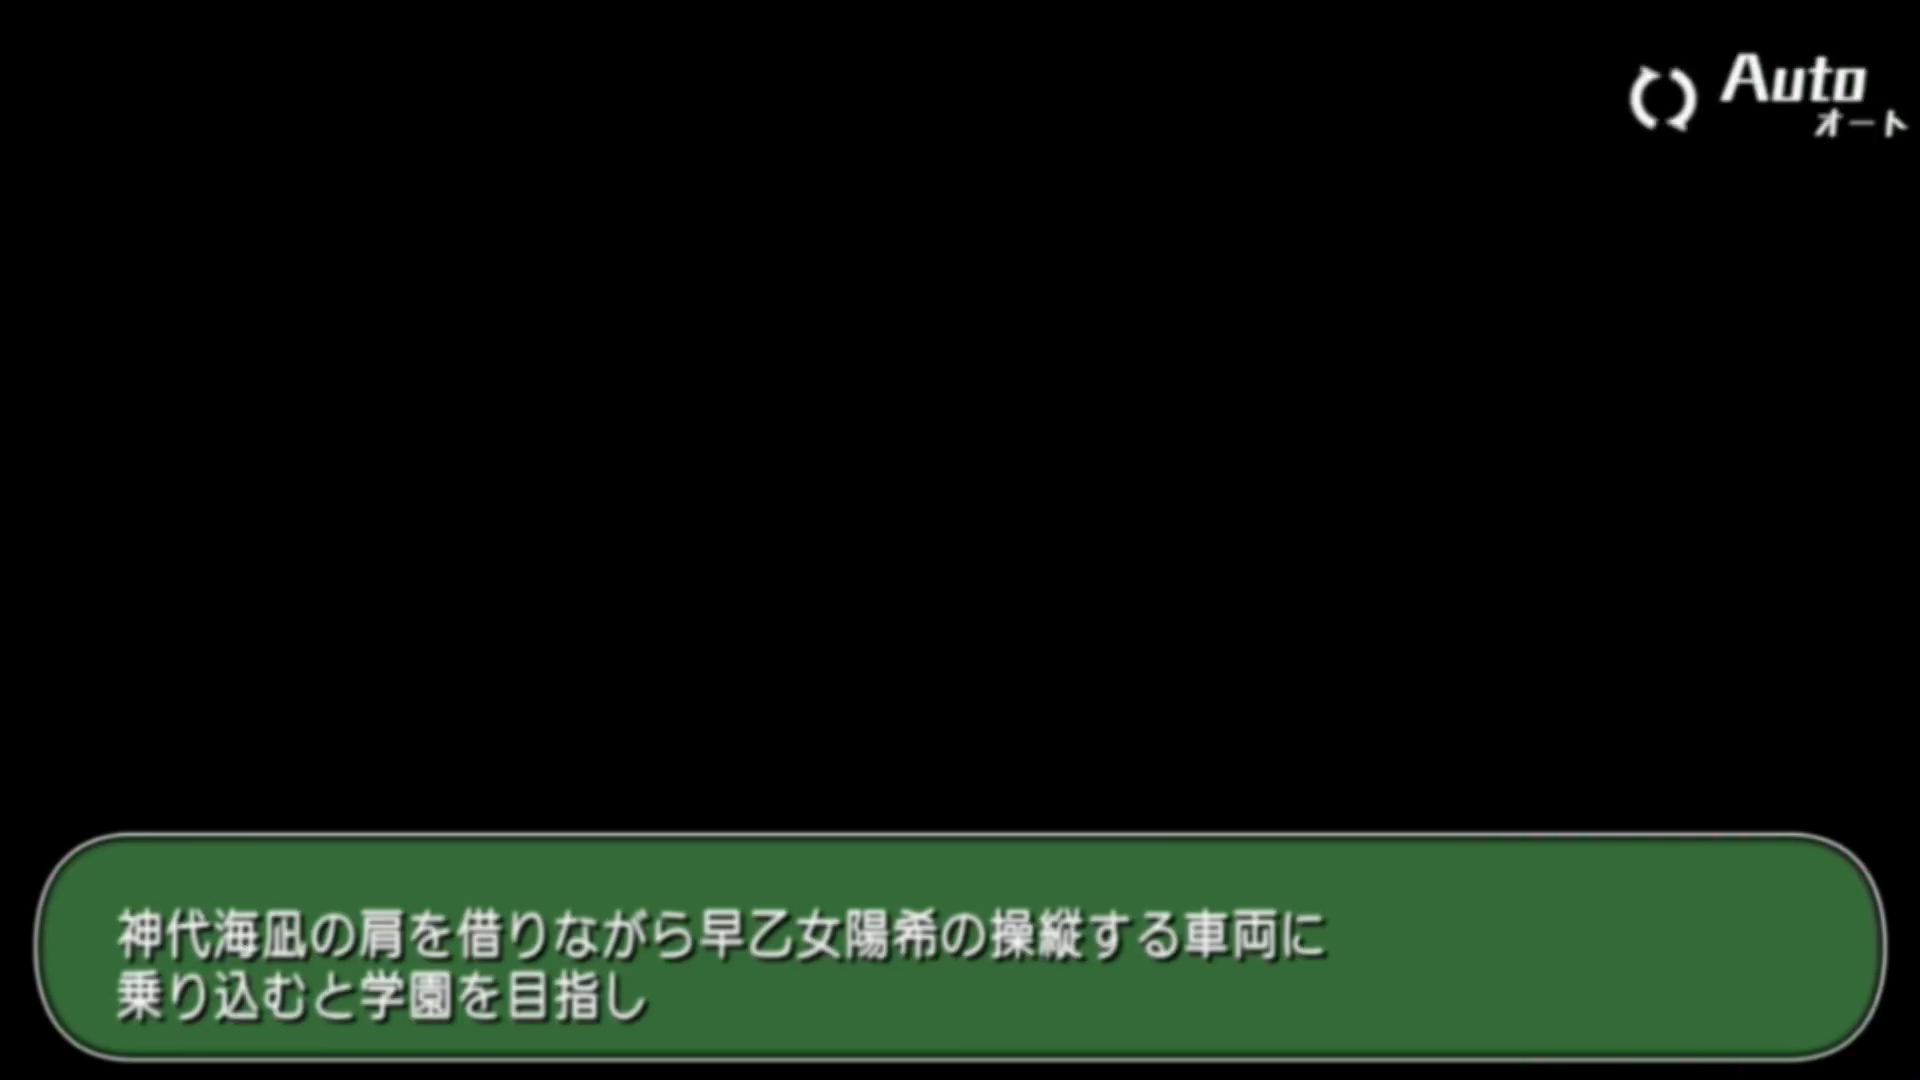 Auto
オート
神代海凪の肩を借りながら早乙女陽希の操縦する車両に
乗り込むと学園を目指し